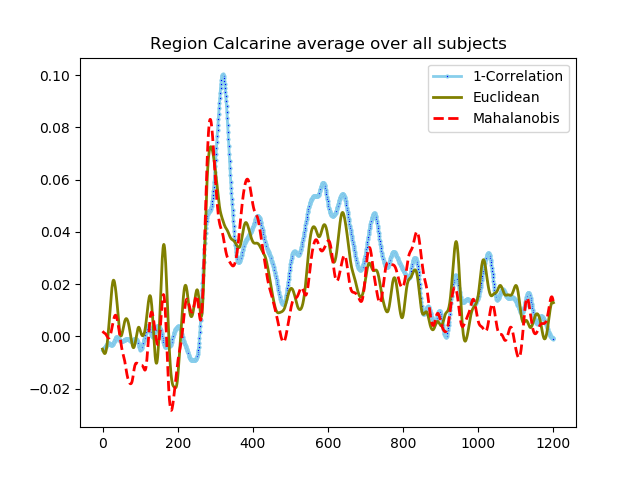 Region Calcarine average over all subjects
1-Correlation
Euclidean
Mahalanobis
0.10
0.08
0.06
0.04
0.02
0.00
−0.02
0 200 400 600 800 1000 1200